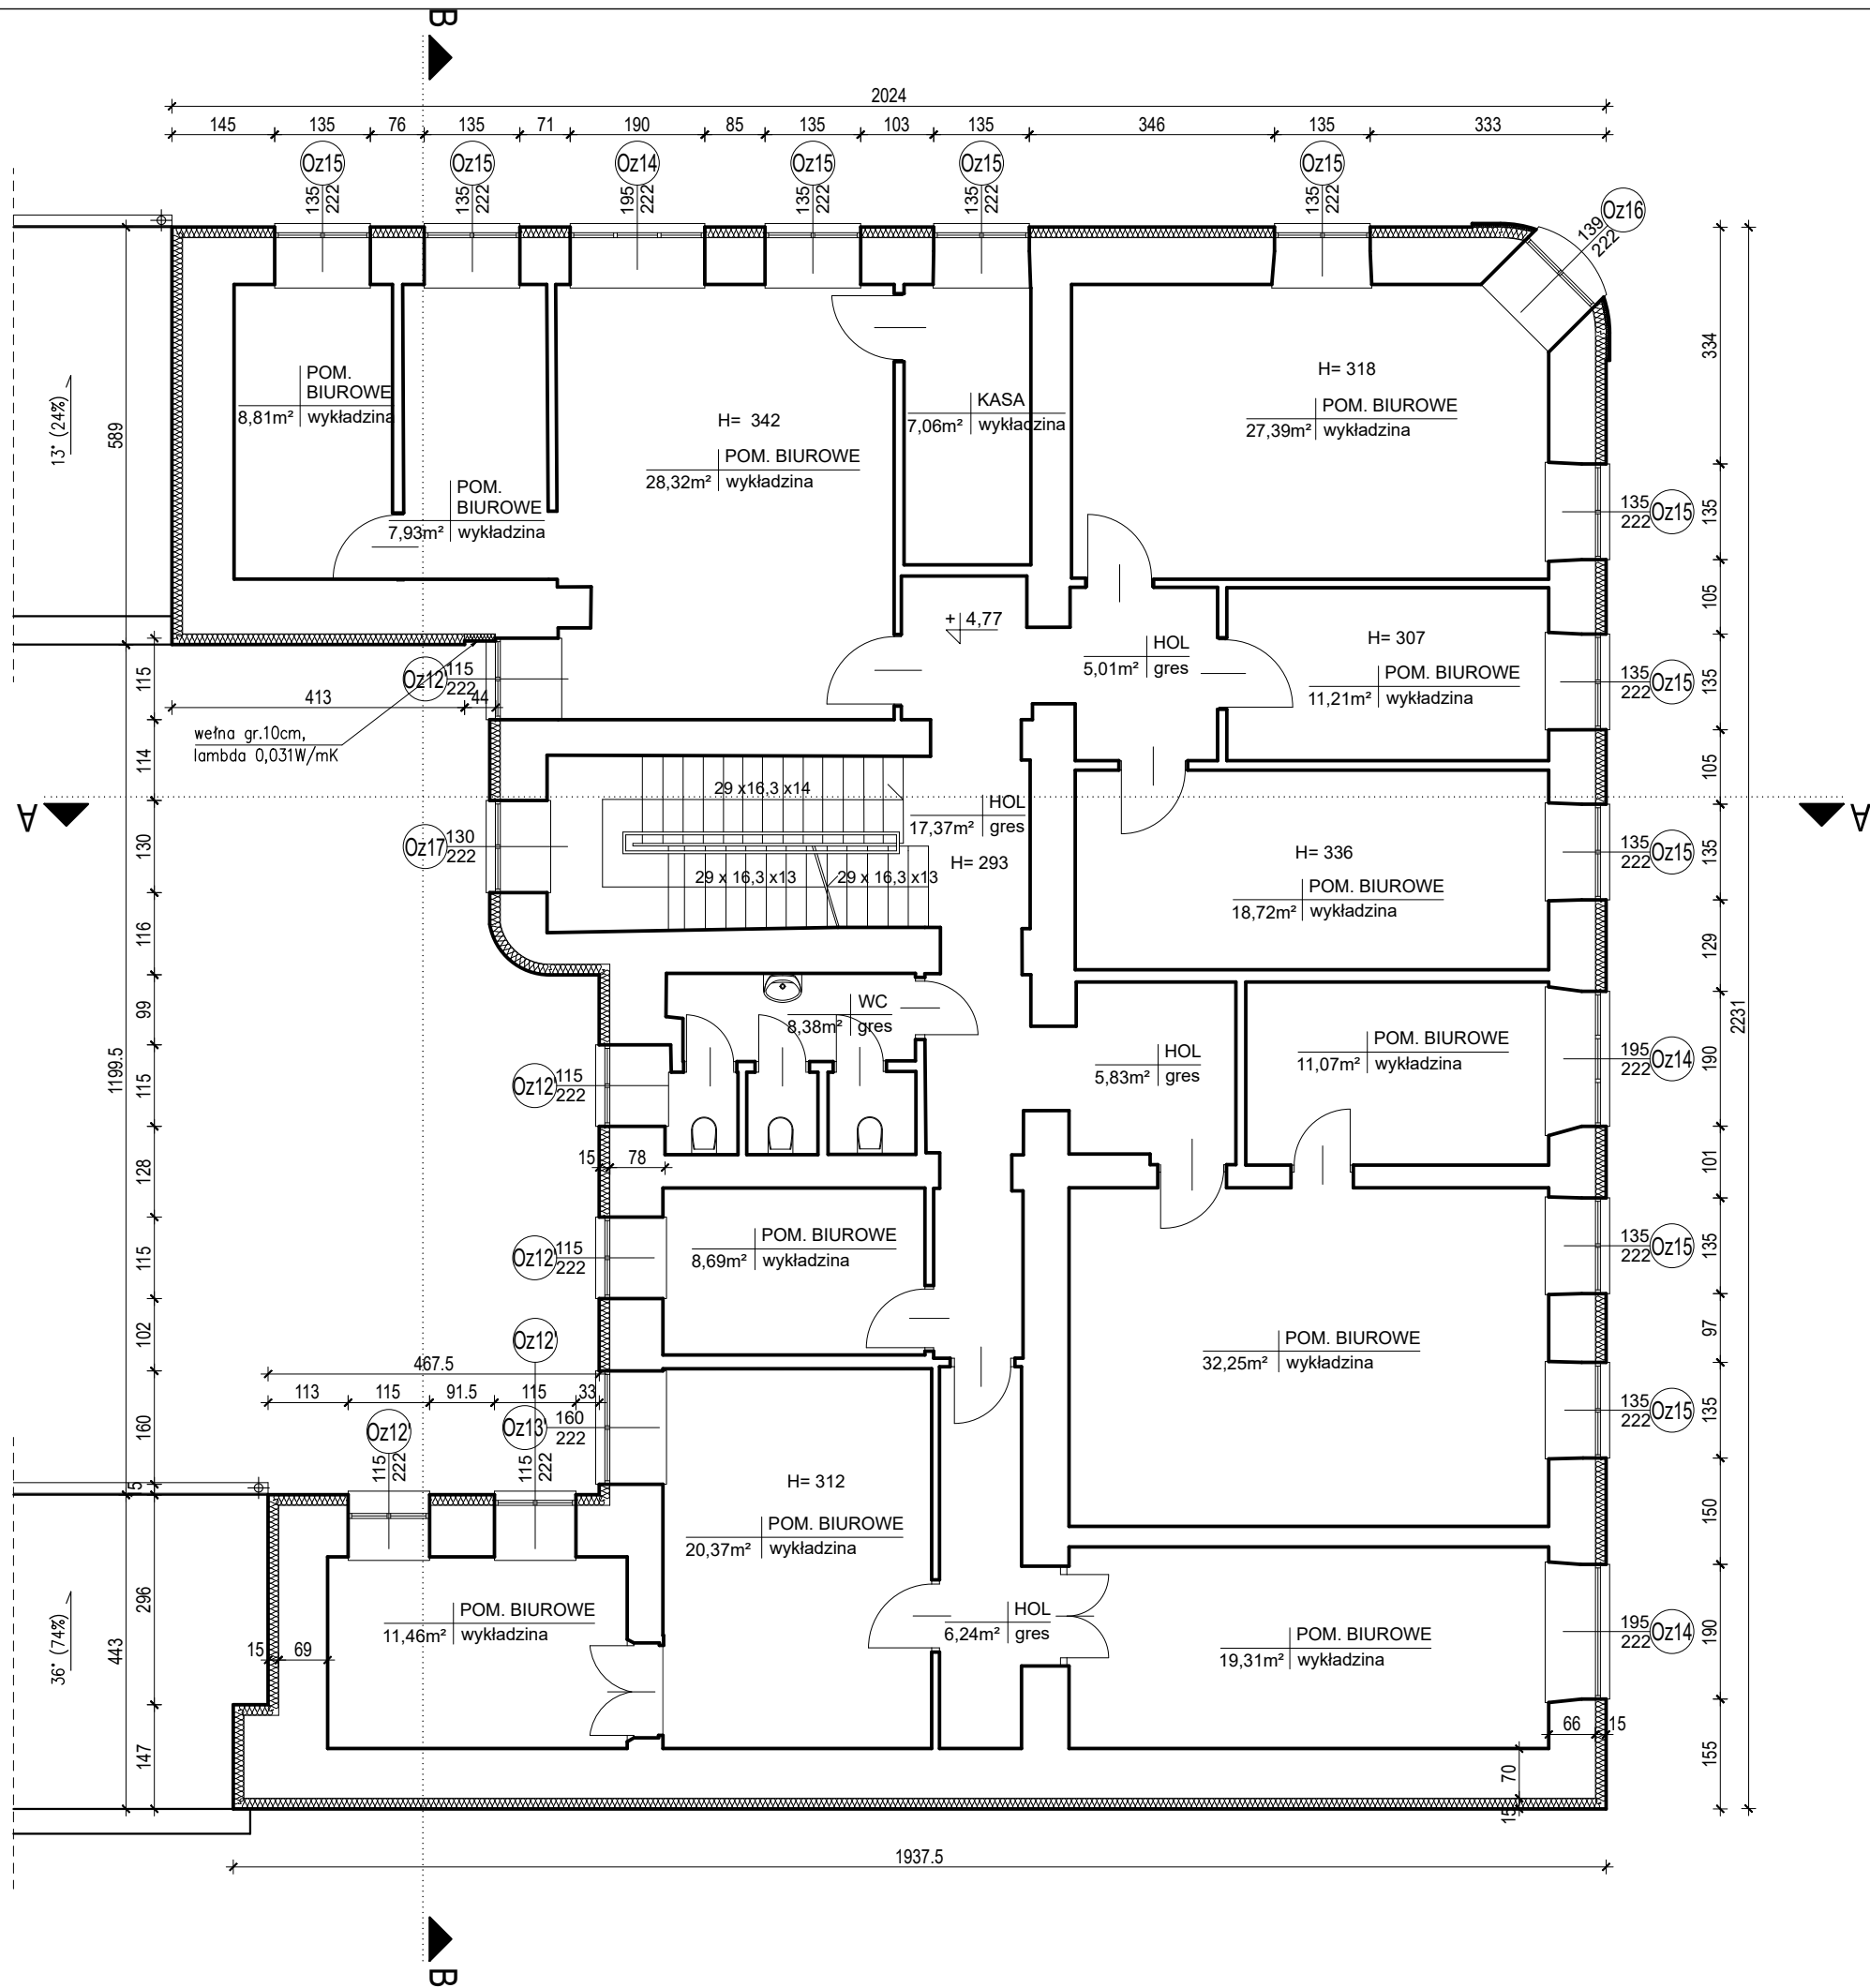 B
2024
145 135 76 135 71 190 85 135 103 135 346 135 333
Oz15 Oz15 Oz14 Oz15 Oz15 Oz15 Oz16
135 222
135 222
195 222
135 222
135 222
135 222
139 222
POM.
BIUROWE
8,81m² wykładzina
POM.
BIUROWE
7,93m² wykładzina
H= 342
POM. BIUROWE
28,32m² wykładzina
KASA
7,06m² wykładzina
H= 318
POM. BIUROWE
27,39m² wykładzina
13° (24%)
589
334
135
222 Oz15
135
105
+ 4,77
HOL
5,01m² gres
H= 307
POM. BIUROWE
11,21m² wykładzina
135
222 Oz15
135
105
Oz12' 115
222
115
413 44
wełna gr.10cm,
lambda 0,031W/mK
114
A
A
29 x16,3 x14
HOL
17,37m² gres
H= 293
29 x 16,3 x13 29 x 16,3 x13
Oz17 130
222
130
116
H= 336
POM. BIUROWE
18,72m² wykładzina
135
222 Oz15
135
129
2231
99
WC
8,38m² gres
HOL
5,83m² gres
POM. BIUROWE
11,07m² wykładzina
195
222 Oz14
190
101
1199.5
Oz12' 115
222
115
15 78
128
POM. BIUROWE
8,69m² wykładzina
Oz12' 115
222
115
102
135
222 Oz15
135
97
POM. BIUROWE
32,25m² wykładzina
135
222 Oz15
135
150
Oz12'
467.5
113 115 91.5 115 33
Oz12' Oz13' 160
222
115 222
115 222
160
15
H= 312
POM. BIUROWE
20,37m² wykładzina
POM. BIUROWE
11,46m² wykładzina
HOL
6,24m² gres
POM. BIUROWE
19,31m² wykładzina
195
222 Oz14
190
36° (74%)
443
296
147
15 69
66 15
70
15
155
1937.5
B